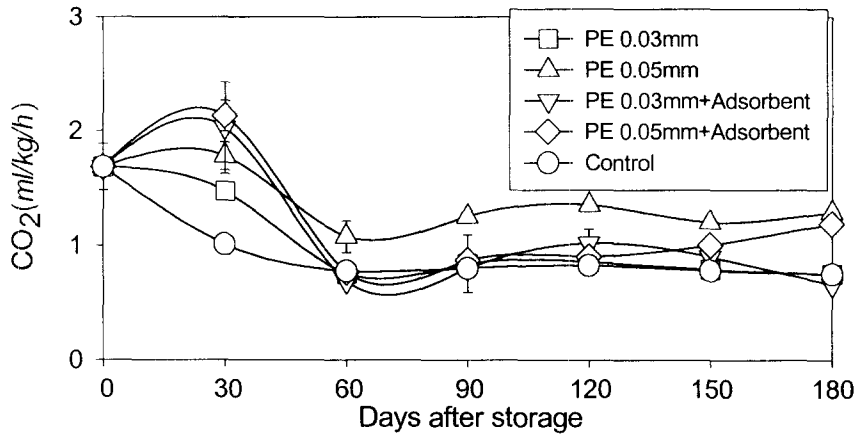 3
2
1
0
CO2(ml/kg/h)
PE 0.03mm
PE 0.05mm
PE 0.03mm+Adsorbent
PE 0.05mm+Adsorbent
Control
0 30 60 90 120 150 180
Days after storage